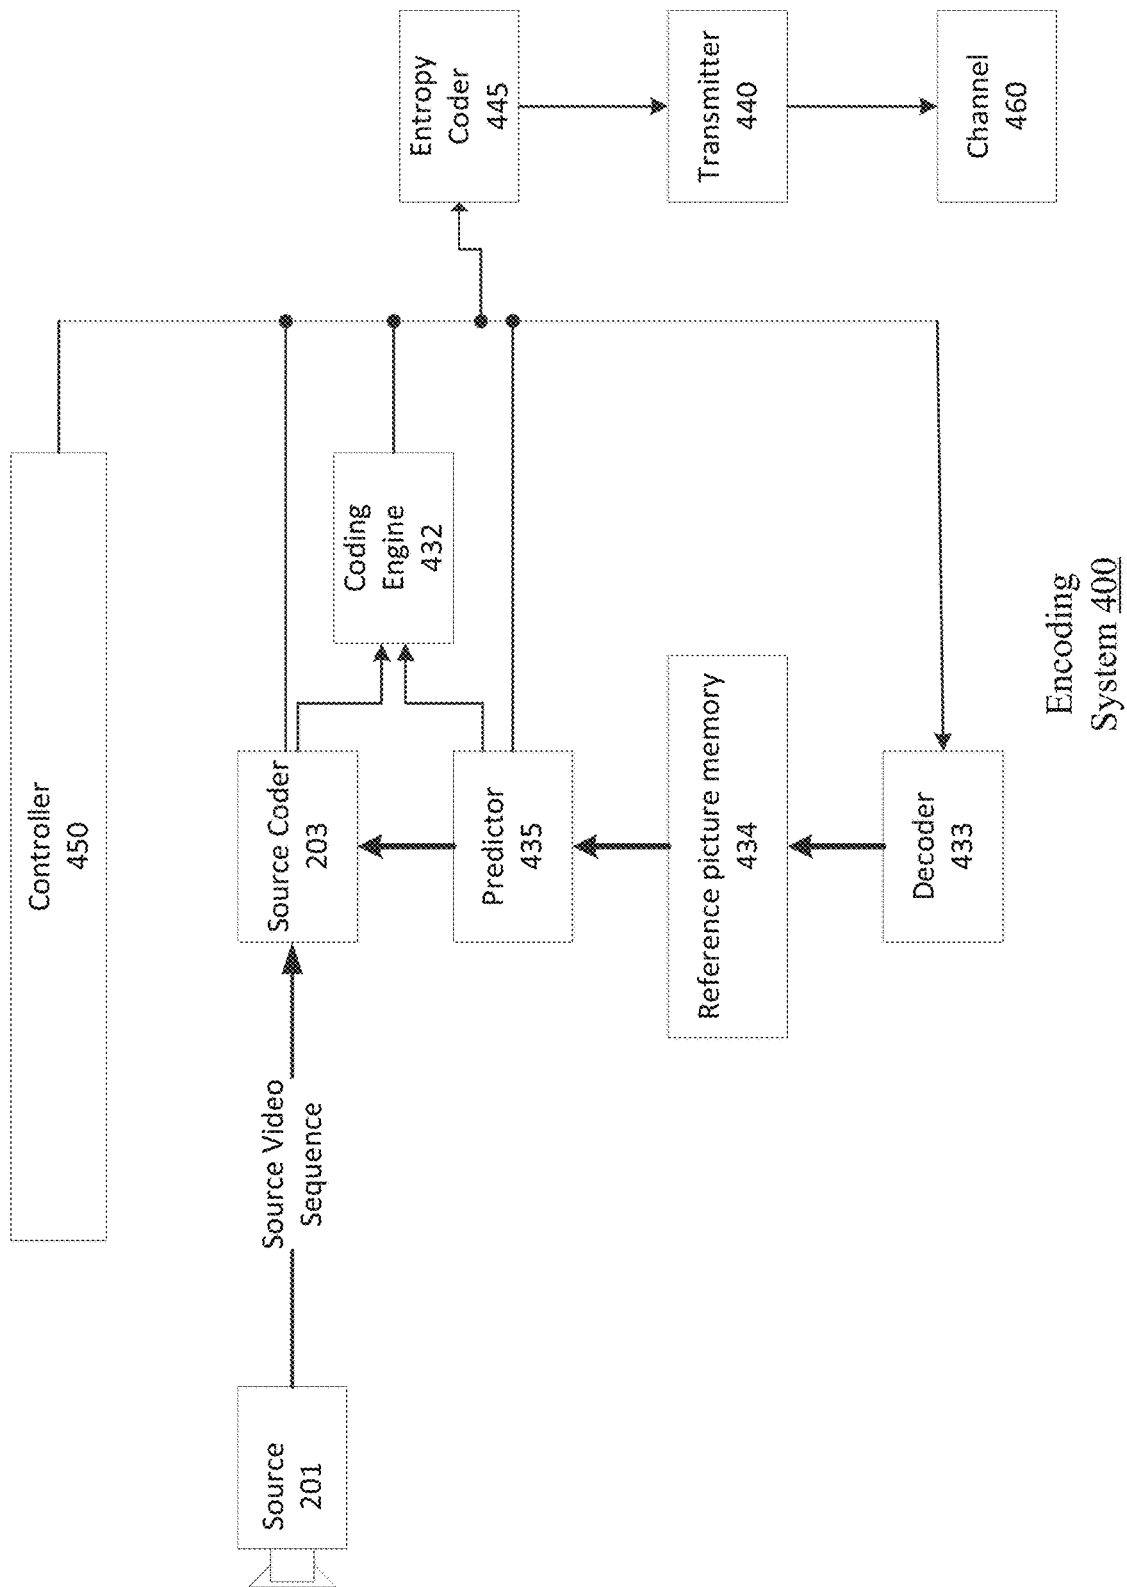 Controller
450
Source
201
Source Video
Sequence
Source Coder
203
Coding
Engine
432
Predictor
435
Reference picture memory
434
Decoder
433
Entropy
Coder
445
Transmitter
440
Channel
460
Encoding
System 400